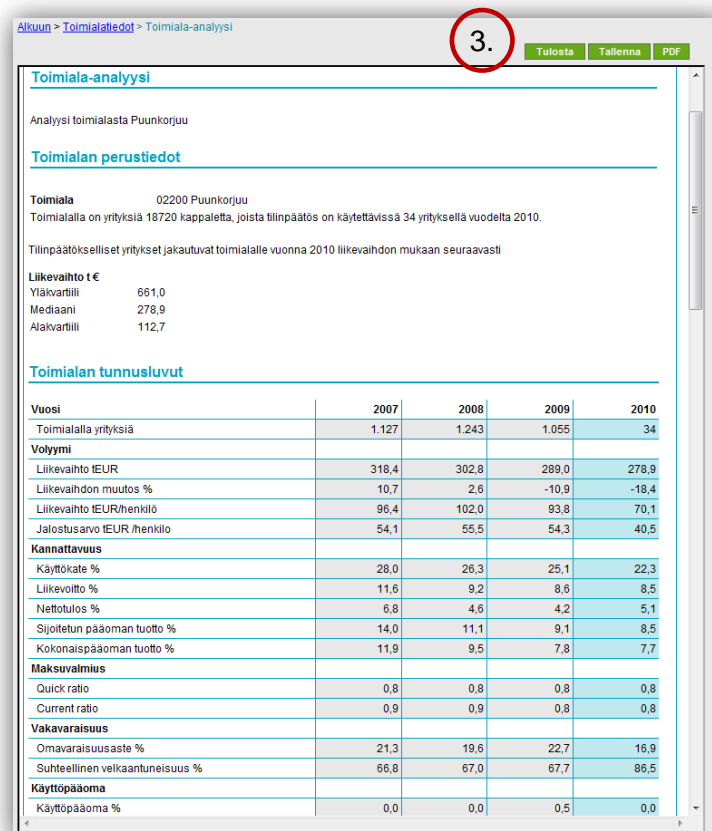 Alkuun > Toimialatiedot > Toimiala-analyysi
3.
Tulosta Tallenna PDF
Toimiala-analyysi
Analyysi toimialasta Puunkorjuu
Toimialan perustiedot
Toimiala 02200 Puunkorjuu
Toimialalla on yrityksiä 18720 kappaletta, joista tilinpäätös on käytettävissä 34 yrityksellä vuodelta 2010.
Tilinpäätökselliset yritykset jakautuvat toimialalle vuonna 2010 liikevaihdon mukaan seuraavasti
Liikevaihto t €
Yläkvartiili 661,0
Mediaani 278,9
Alakvartiili 112,7
Toimialan tunnusluvut
Vuosi 2007 2008 2009 2010
Toimialalla yrityksiä 1.127 1.243 1.055 34
Volyymi
Liikevaihto tEUR 318,4 302,8 289,0 278,9
Liikevaihdon muutos % 10,7 2,6 -10,9 -18,4
Liikevaihto tEUR/henkilö 96,4 102,0 93,8 70,1
Jalostusarvo tEUR /henkilo 54,1 55,5 54,3 40,5
Kannattavuus
Käyttökate % 28,0 26,3 25,1 22,3
Liikevoitto % 11,6 9,2 8,6 8,5
Nettotulos % 6,8 4,6 4,2 5,1
Sijoitetun pääoman tuotto % 14,0 11,1 9,1 8,5
Kokonaispääoman tuotto % 11,9 9,5 7,8 7,7
Maksuvalmius
Quick ratio 0,8 0,8 0,8 0,8
Current ratio 0,9 0,9 0,8 0,8
Vakavaraisuus
Omavaraisuusaste % 21,3 19,6 22,7 16,9
Suhteellinen velkaantuneisuus % 66,8 67,0 67,7 86,5
Käyttöpääoma
Käyttöpääoma % 0,0 0,0 0,5 0,0